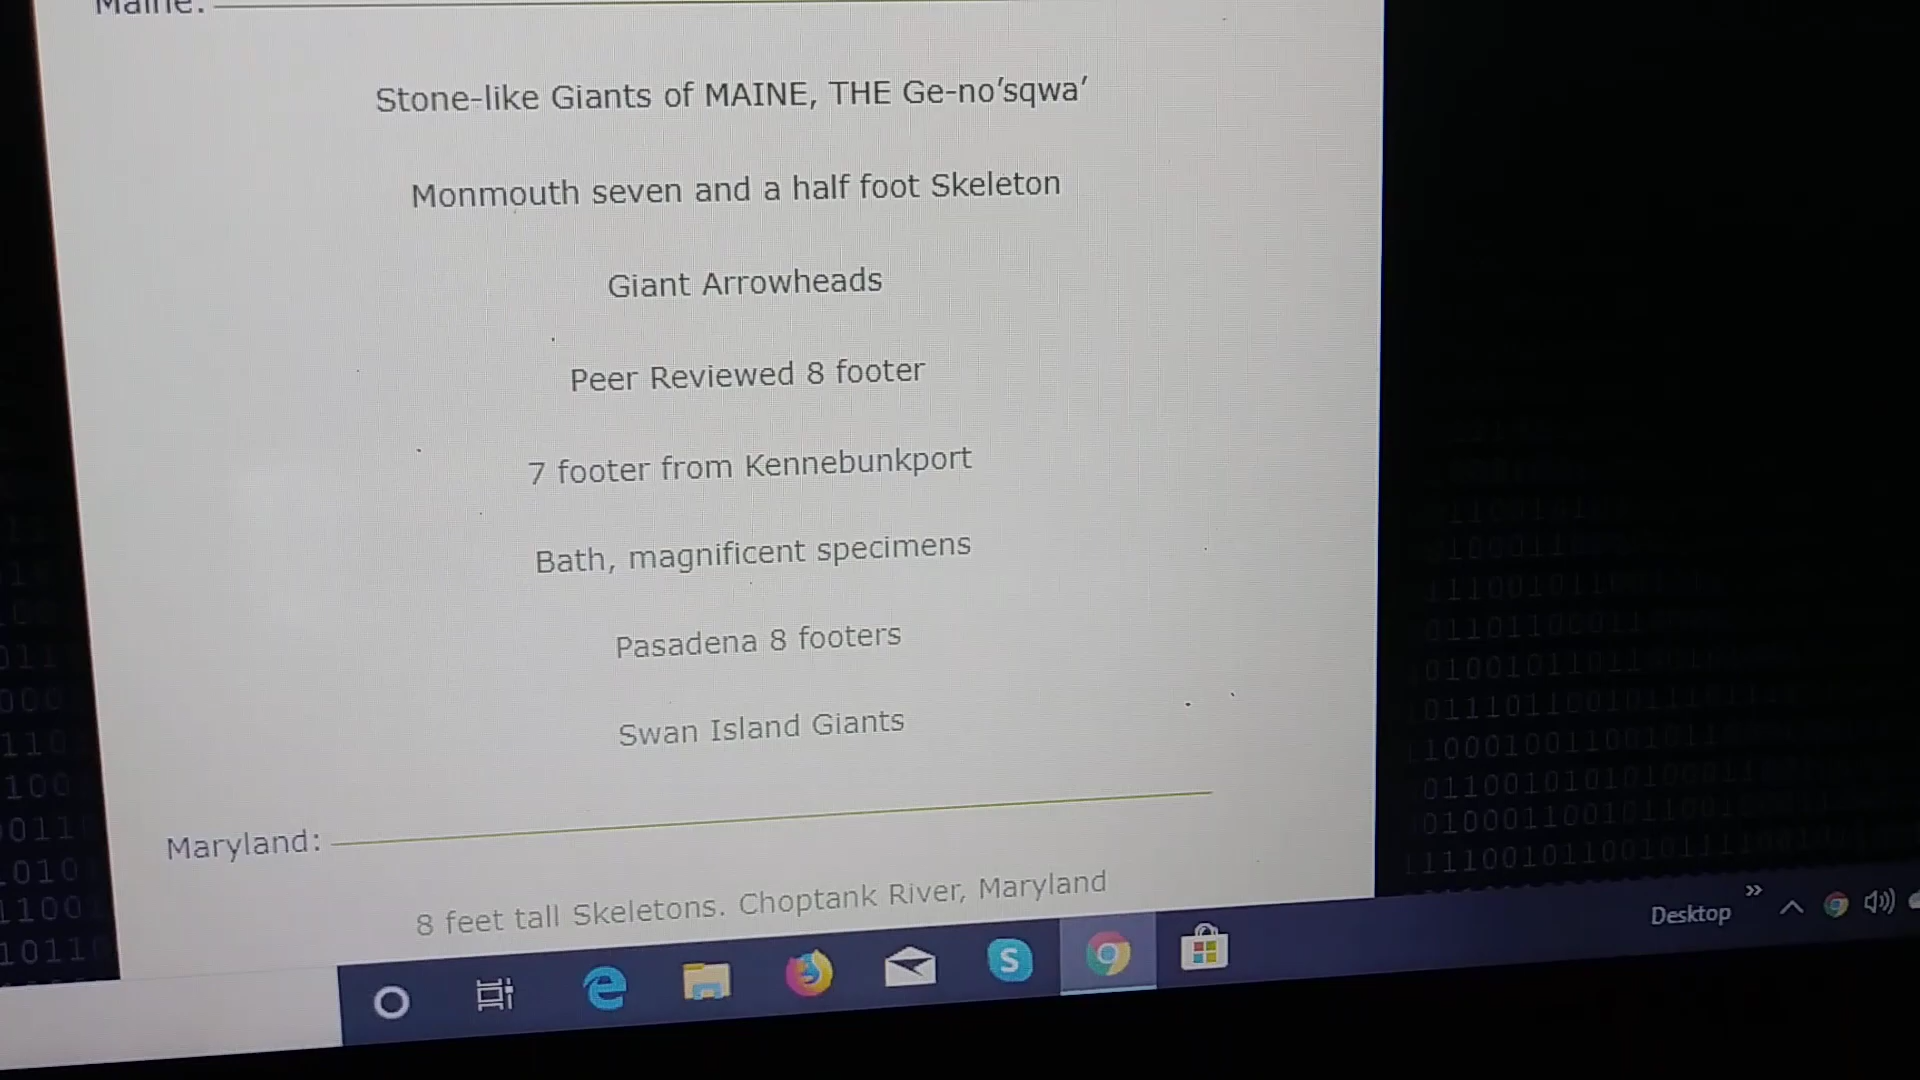 Maine:
Stone-like Giants of MAINE, THE Ge-no'sqwa'
Monmouth seven and a half foot Skeleton
Giant Arrowheads
Peer Reviewed 8 footer
7 footer from Kennebunkport
Bath, magnificent specimens
Pasadena 8 footers
Swan Island Giants
Maryland:
8 feet tall Skeletons. Choptank River, Maryland
Desktop